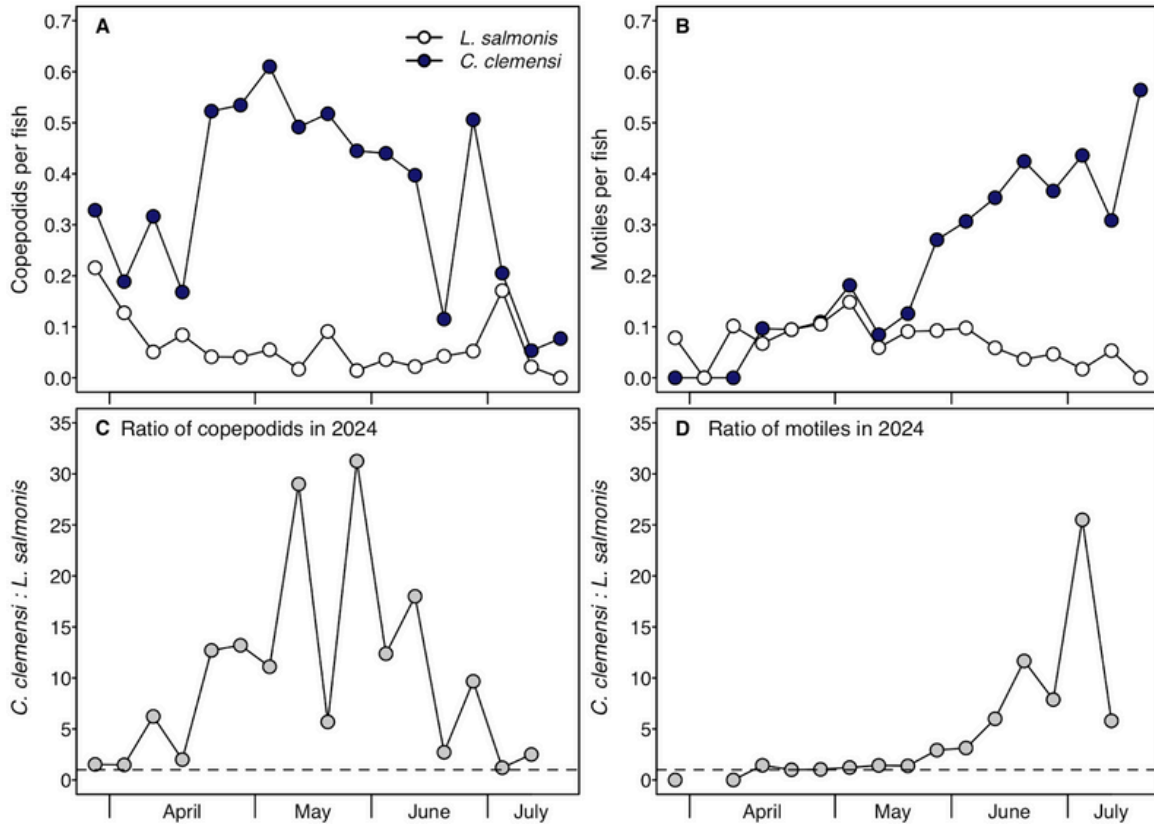 A
L. salmonis
C. clemensi
0.7
0.6
0.5
0.4
0.3
0.2
0.1
0.0
Copepodids per fish
B
0.7
0.6
0.5
0.4
0.3
0.2
0.1
0.0
Motiles per fish
C Ratio of copepodids in 2024
35
30
25
20
15
10
5
0
C. clemensi : L. salmonis
April May June July
D Ratio of motiles in 2024
35
30
25
20
15
10
5
0
C. clemensi : L. salmonis
April May June July